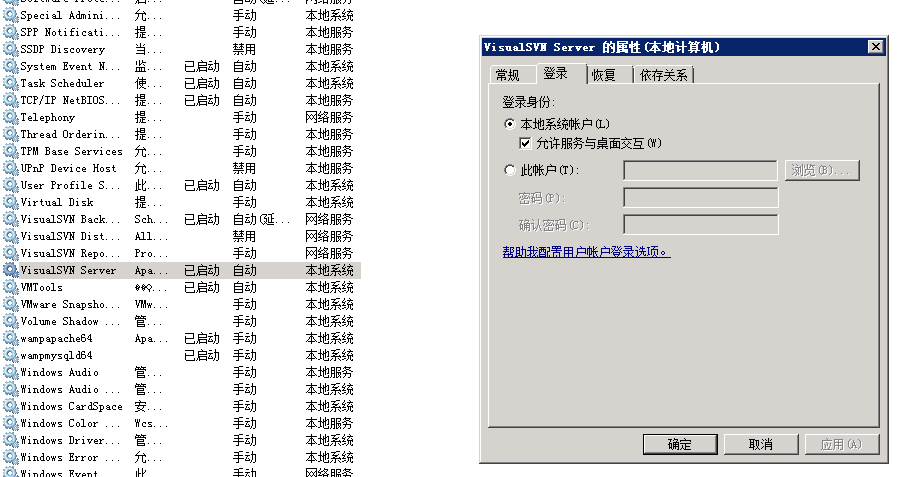 Software Prote... 启... 自动(延... 网络服务
Special Admini... 允... 手动 本地系统
SPP Notificati... 提... 手动 本地服务
SSDP Discovery 当... 禁用 本地服务
System Event N... 监... 已启动 自动 本地系统
Task Scheduler 使... 已启动 自动 本地系统
TCP/IP NetBIOS... 提... 已启动 自动 本地服务
Telephony 提... 手动 网络服务
Thread Orderin... 提... 手动 本地服务
TPM Base Services 允... 手动 本地服务
UPnP Device Host 允... 禁用 本地服务
User Profile S... 此... 已启动 自动 本地系统
Virtual Disk 提... 手动 本地系统
VisualSVN Back... Sch... 已启动 自动(延... 网络服务
VisualSVN Dist... All... 禁用 网络服务
VisualSVN Repo... Pro... 手动 网络服务
VisualSVN Server Apa... 已启动 自动 本地系统
VMTools ��Q... 已启动 自动 本地系统
VMware Snapsho... VMw... 手动 本地系统
Volume Shadow ... 管... 手动 本地系统
wampapache64 Apa... 已启动 手动 本地系统
wampmysqld64 已启动 手动 本地系统
Windows Audio 管... 手动 本地服务
Windows Audio ... 管... 手动 本地系统
Windows CardSpace 安... 手动 本地系统
Windows Color ... Wcs... 手动 本地服务
Windows Driver... 管... 手动 本地系统
Windows Error ... 允... 手动 本地系统
Windows Event 此 手动 网络服务
VisualSVN Server 的属性(本地计算机)
常规 登录 恢复 依存关系
登录身份:
本地系统帐户(L)
允许服务与桌面交互(W)
此帐户(T): 浏览(B)...
密码(P):
确认密码(C):
帮助我配置用户帐户登录选项。
确定 取消 应用(A)